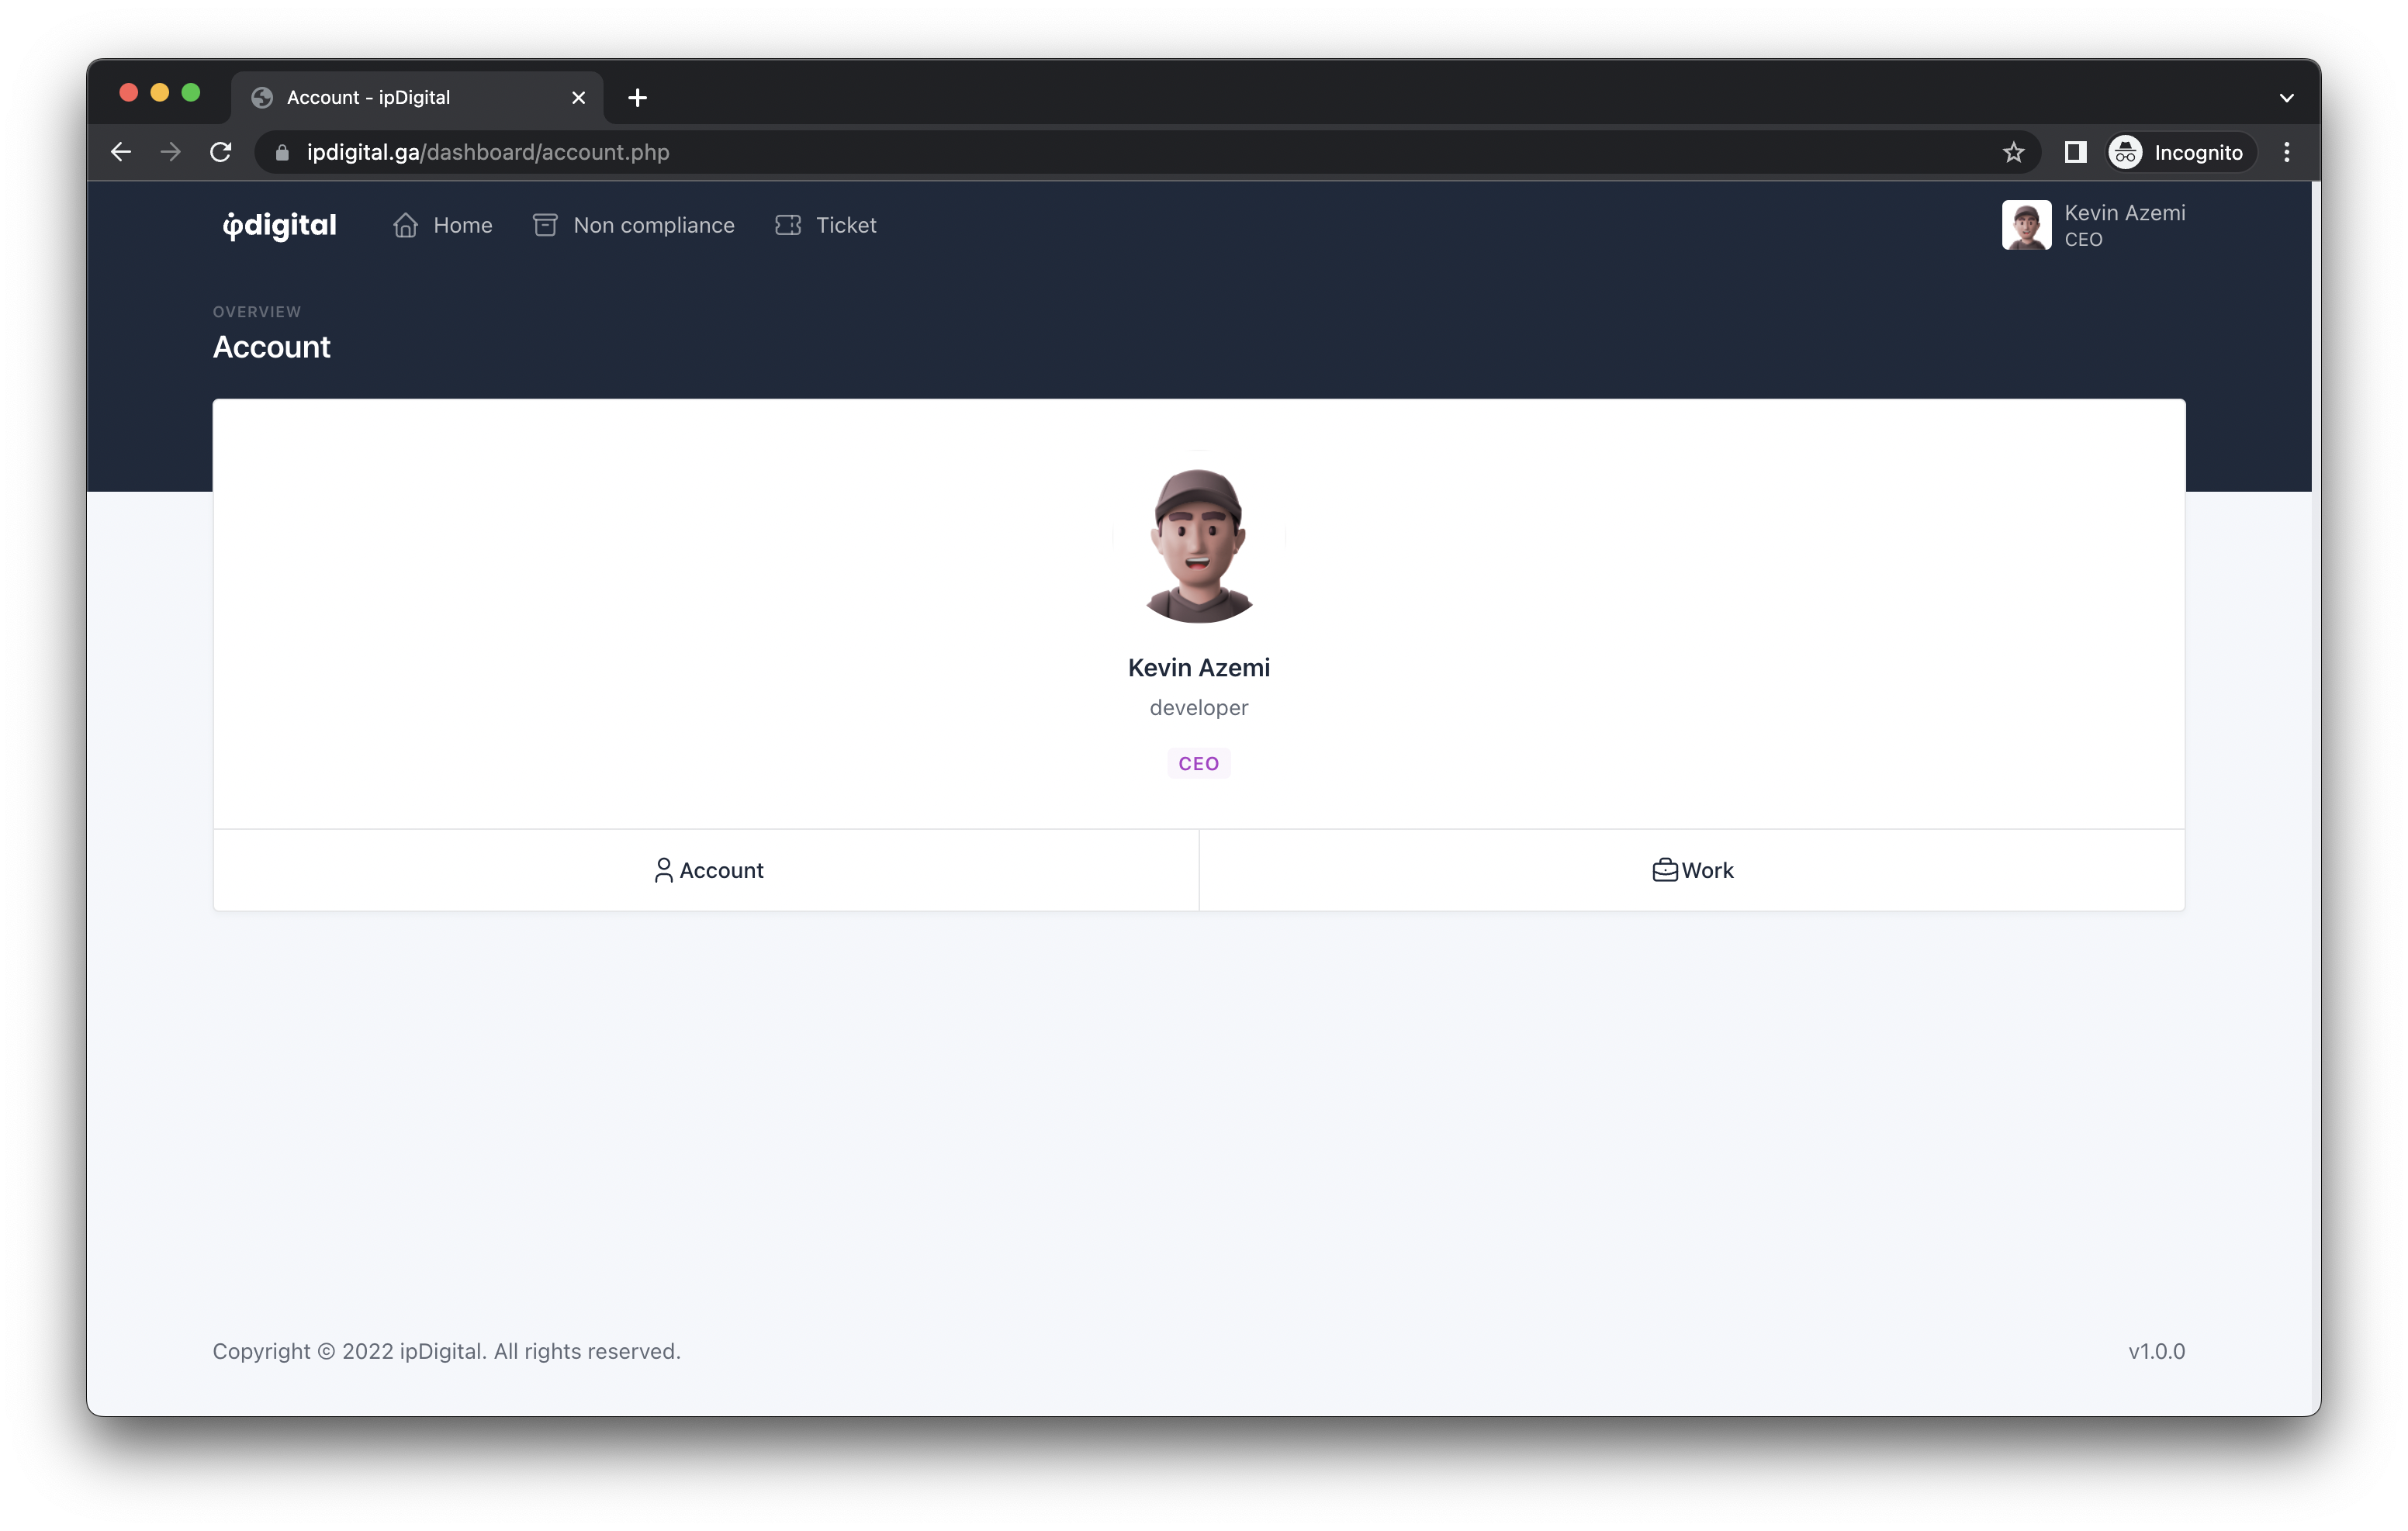 Account - ipDigital
ipdigital.ga/dashboard/account.php
Incognito
ipdigital
Home
Non compliance
Ticket
Kevin Azemi
CEO
OVERVIEW
Account
Kevin Azemi
developer
CEO
Account
Work
Copyright © 2022 ipDigital. All rights reserved.
v1.0.0